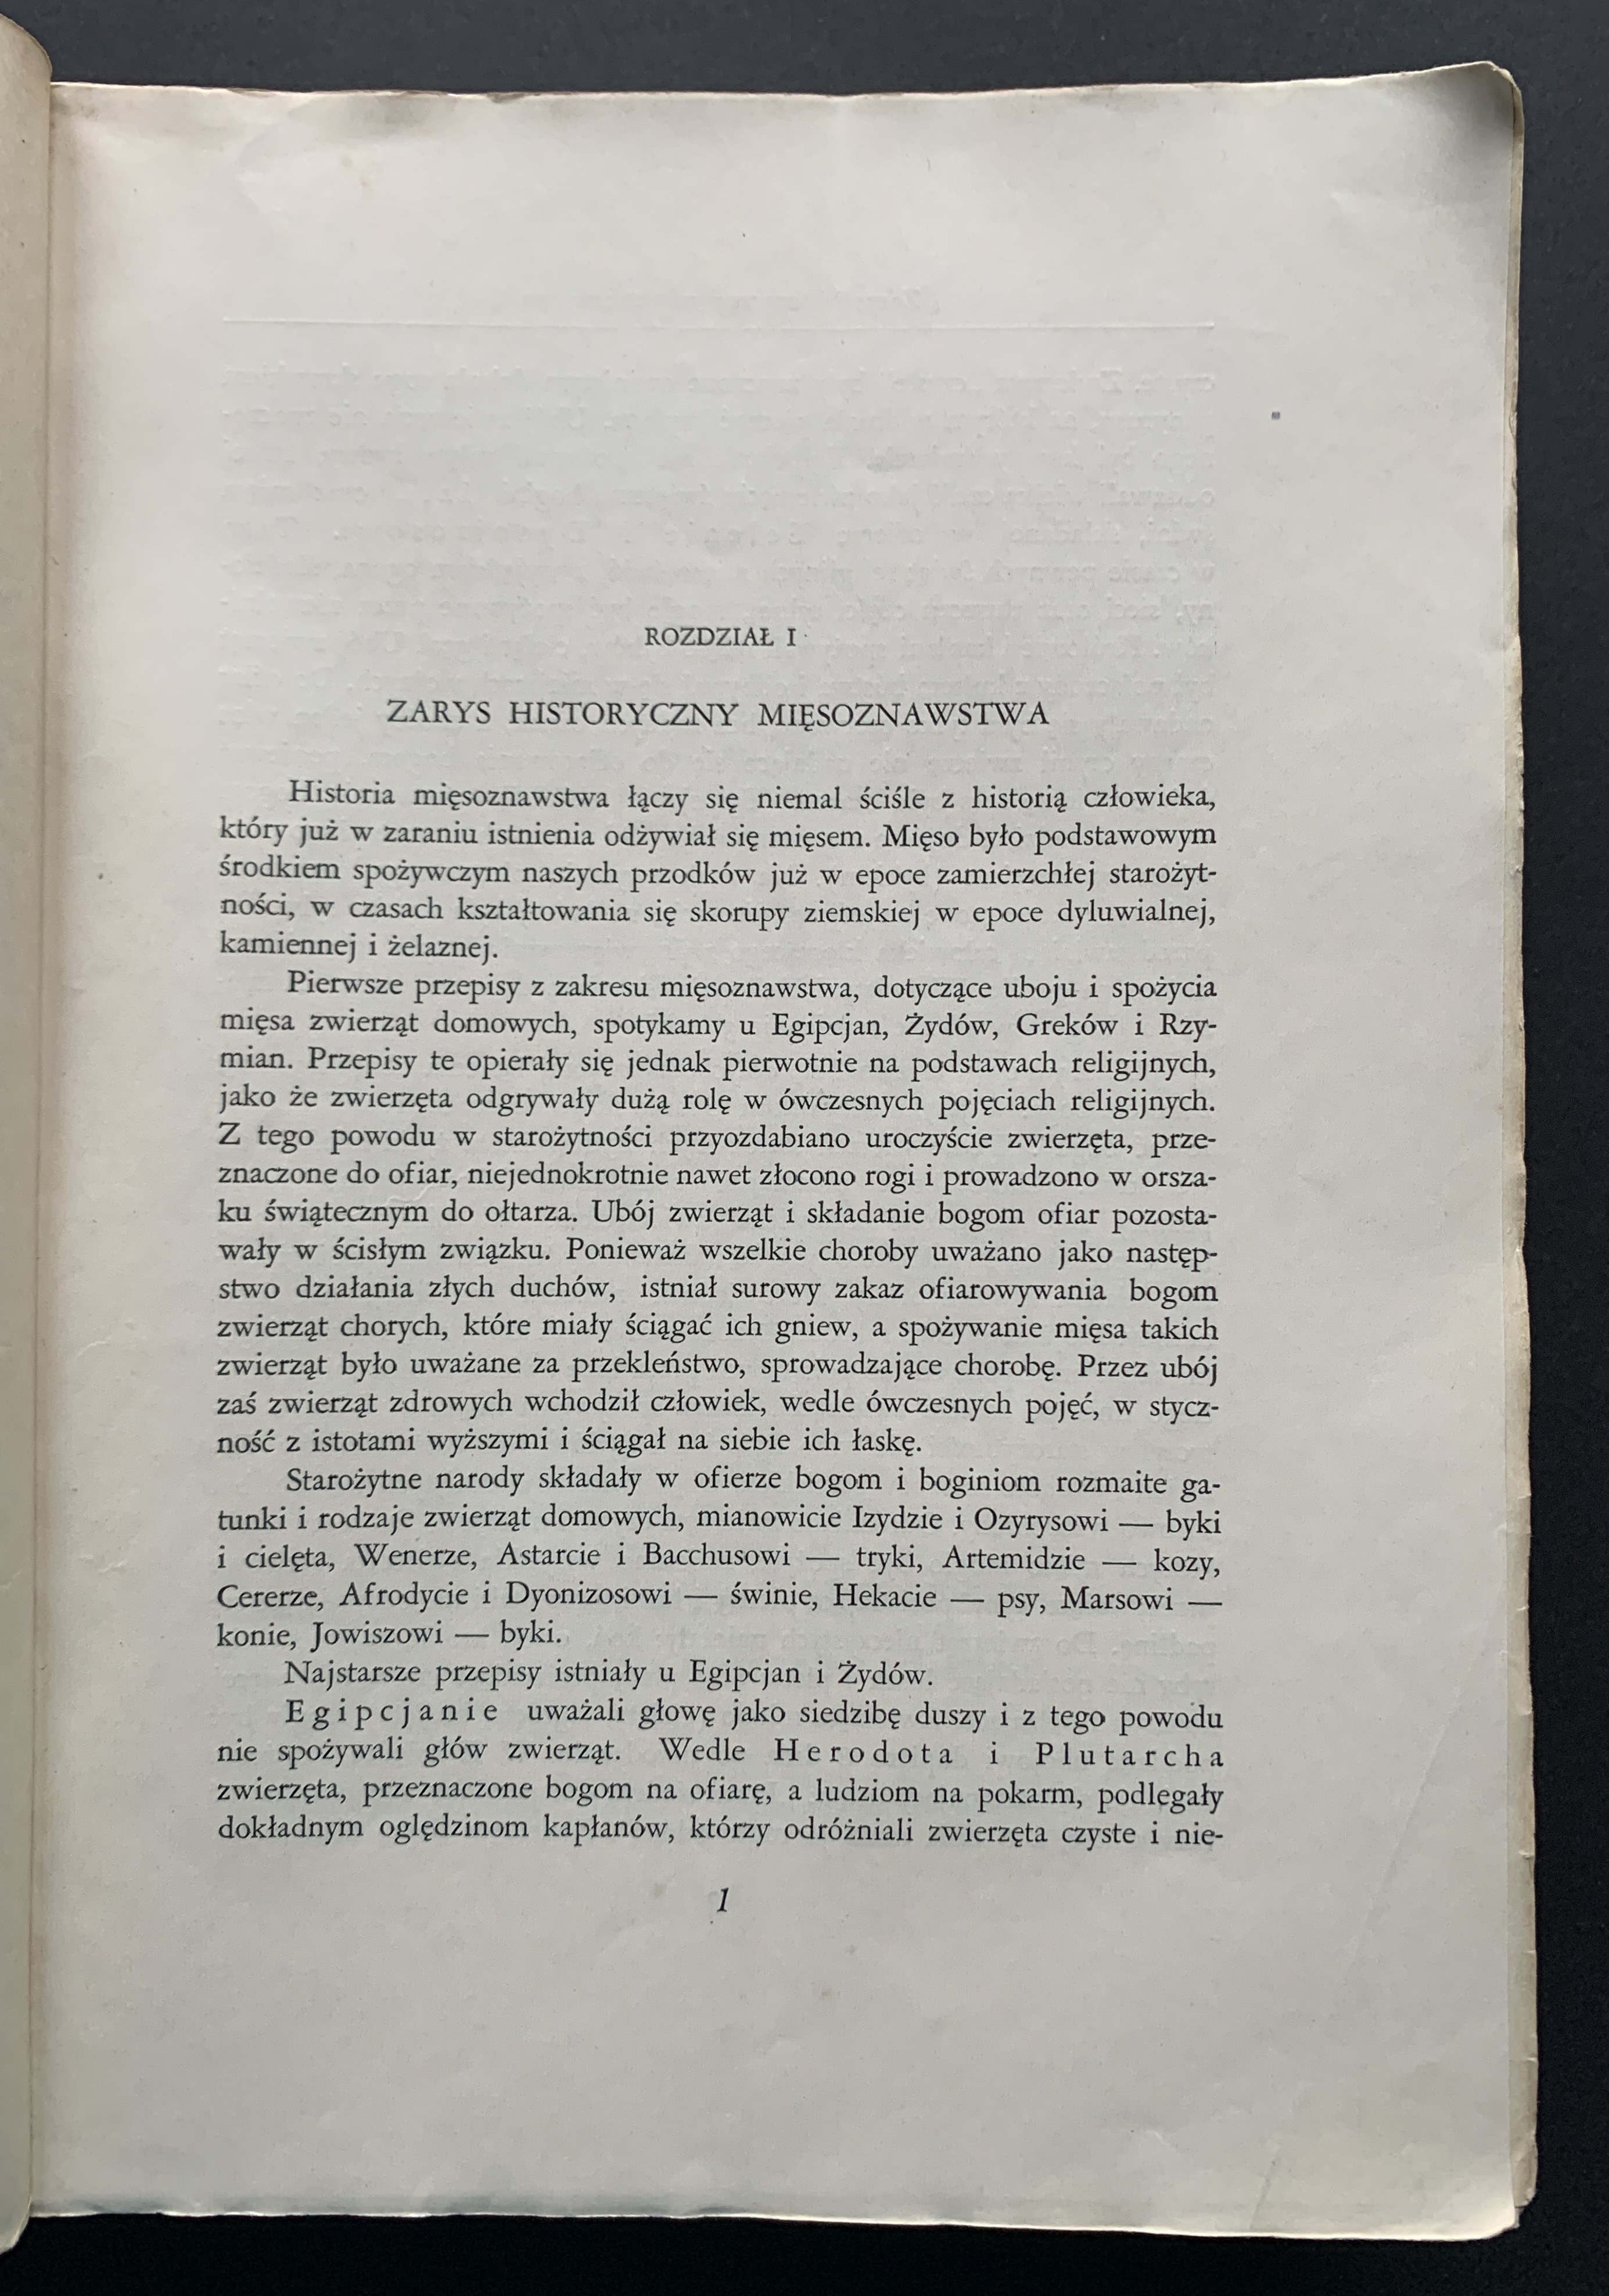 ROZDZIAŁ I
ZARYS HISTORYCZNY MIĘSOZNAWSTWA
Historia mięsoznawstwa łączy się niemal ściśle z historią człowieka,
który już w zaraniu istnienia odżywiał się mięsem. Mięso było podstawowym
środkiem spożywczym naszych przodków już w epoce zamierzchłej starożyt-
ności, w czasach kształtowania się skorupy ziemskiej w epoce dyluwialnej,
kamiennej i żelaznej.
Pierwsze przepisy z zakresu mięsoznawstwa, dotyczące uboju i spożycia
mięsa zwierząt domowych, spotykamy u Egipcjan, Żydów, Greków i Rzy-
mian. Przepisy te opierały się jednak pierwotnie na podstawach religijnych,
jako że zwierzęta odgrywały dużą rolę w ówczesnych pojęciach religijnych.
Z tego powodu w starożytności przyozdabiano uroczyście zwierzęta, prze-
znaczone do ofiar, niejednokrotnie nawet złocono rogi i prowadzono w orsza-
ku świątecznym do ołtarza. Ubój zwierząt i składanie bogom ofiar pozosta-
wały w ścisłym związku. Ponieważ wszelkie choroby uważano jako następ-
stwo działania złych duchów, istniał surowy zakaz ofiarowywania bogom
zwierząt chorych, które miały ściągać ich gniew, a spożywanie mięsa takich
zwierząt było uważane za przekleństwo, sprowadzające chorobę. Przez ubój
zaś zwierząt zdrowych wchodził człowiek, wedle ówczesnych pojęć, w stycz-
ność z istotami wyższymi i ściągał na siebie ich łaskę.
Starożytne narody składały w ofierze bogom i boginiom rozmaite ga-
tunki i rodzaje zwierząt domowych, mianowicie Izydzie i Ozyrysowi — byki
i cielęta, Wenerze, Astarcie i Bacchusowi — tryki, Artemidzie — kozy,
Cererze, Afrodycie i Dyonizosowi — świnie, Hekacie — psy, Marsowi —
konie, Jowiszowi — byki.
Najstarsze przepisy istniały u Egipcjan i Żydów.
Egipcjanie uważali głowę jako siedzibę duszy i z tego powodu
nie spożywali głów zwierząt. Wedle Herodota i Plutarcha
zwierzęta, przeznaczone bogom na ofiarę, a ludziom na pokarm, podlegały
dokładnym oględzinom kapłanów, którzy odróżniali zwierzęta czyste i nie-
1